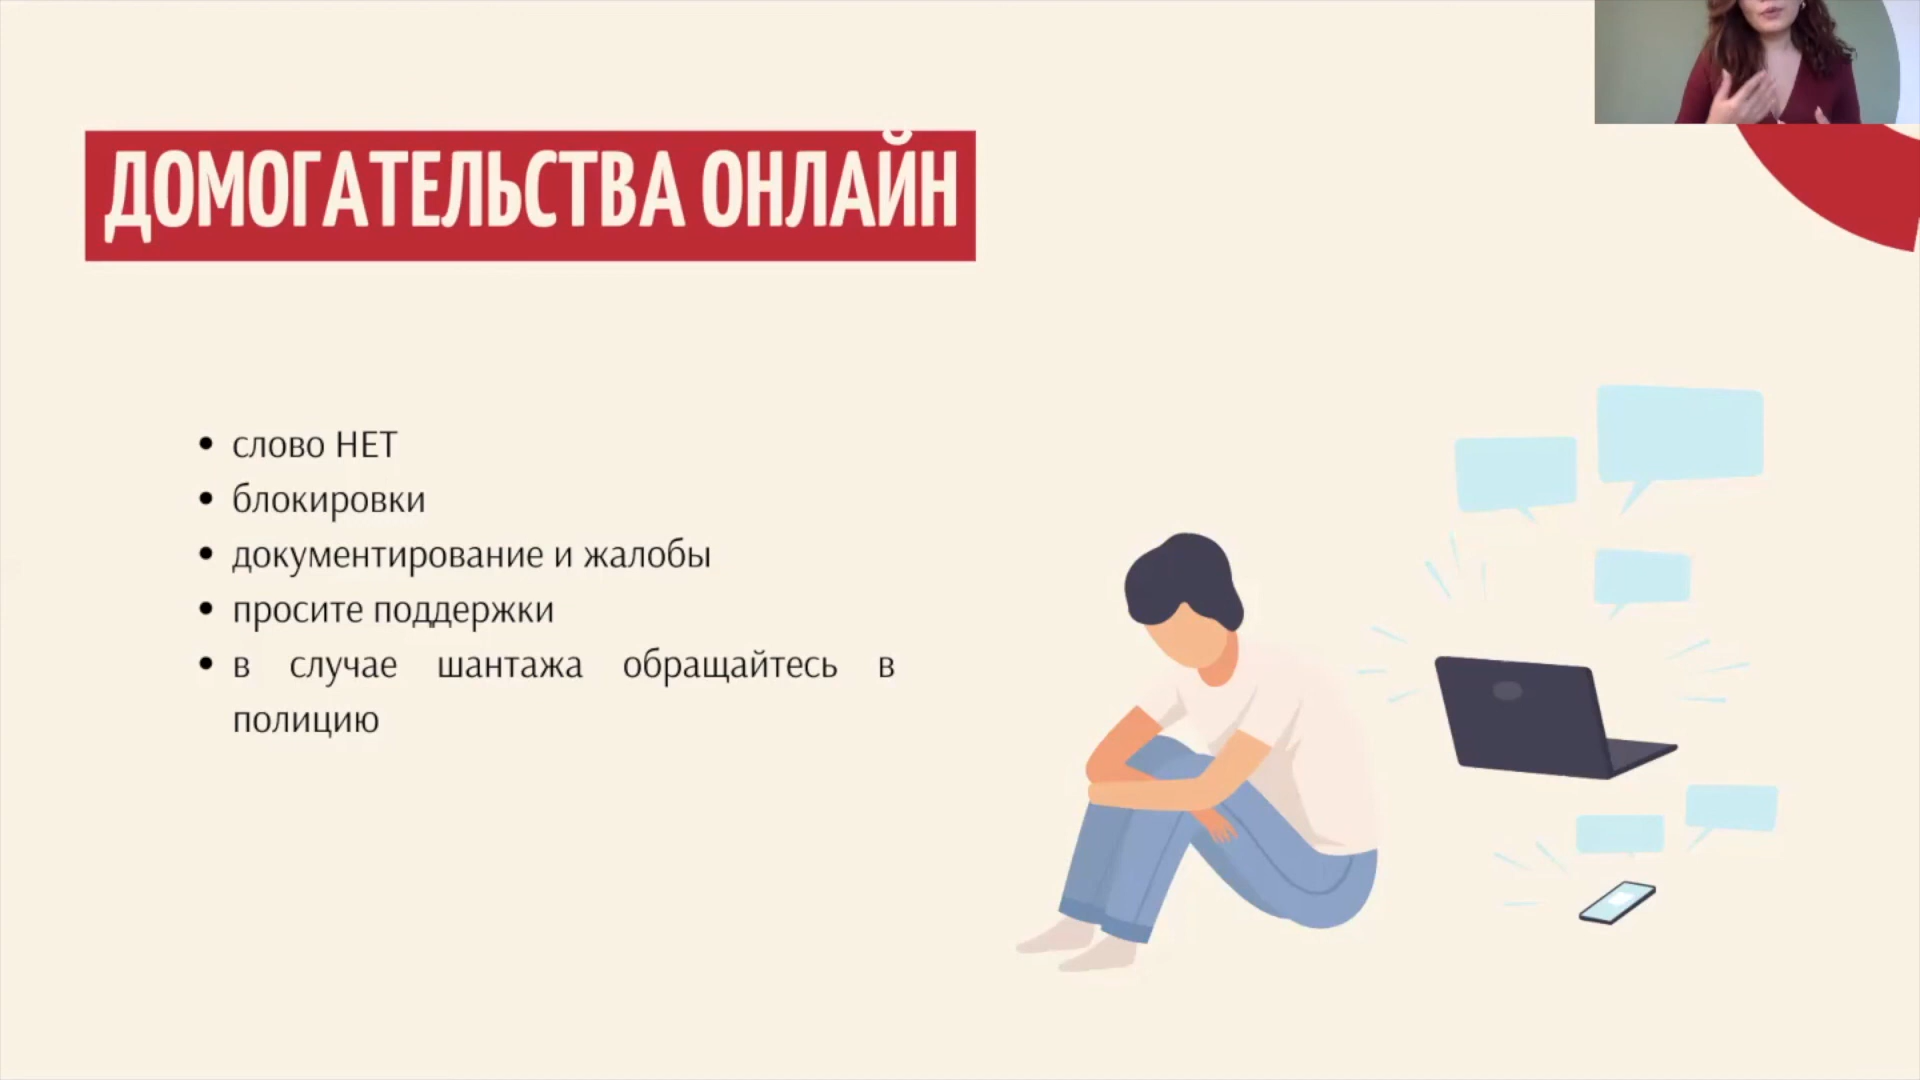 ДОМОГАТЕЛЬСТВА ОНЛАЙН
• слово НЕТ
• блокировки
• документирование и жалобы
• просите поддержки
• в случае шантажа обращайтесь в
полицию